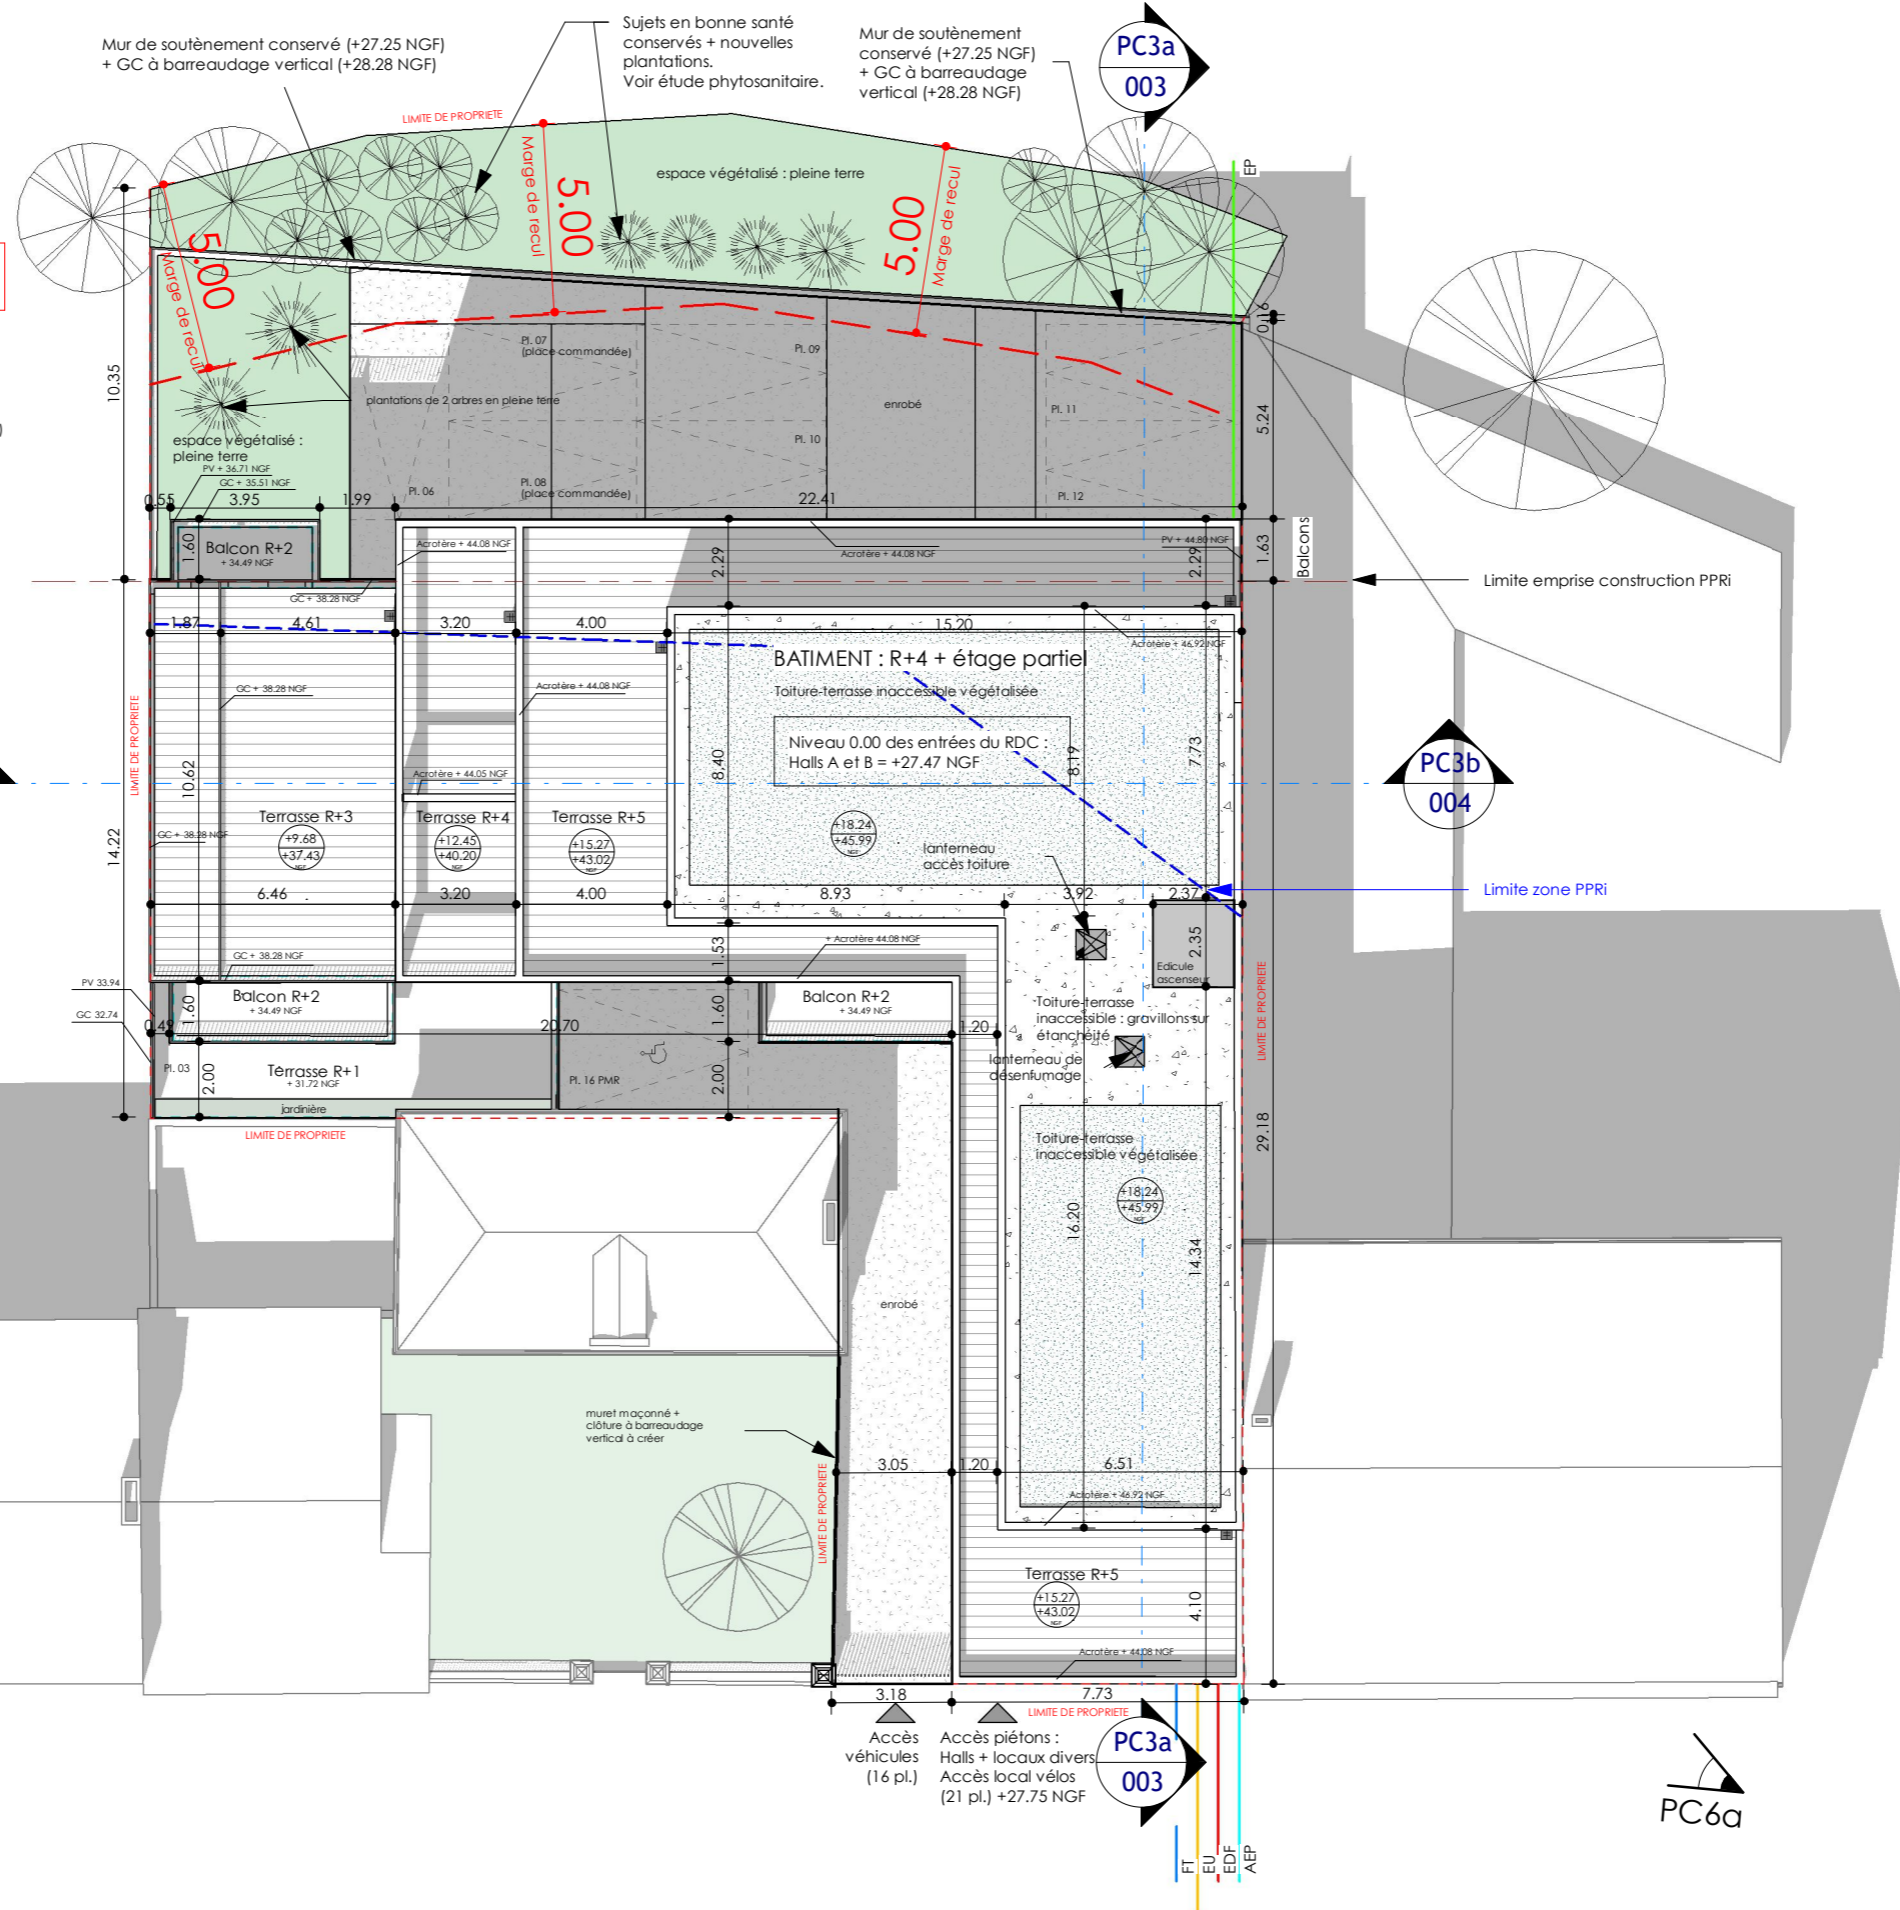 Mur de soutènement conservé (+27.25 NGF)
+ GC à barreaudage vertical (+28.28 NGF)
Sujets en bonne santé
conservés + nouvelles
plantations.
Voir étude phytosanitaire.
Mur de soutènement
conservé (+27.25 NGF)
+ GC à barreaudage
vertical (+28.28 NGF)
PC3a
003
LIMITE DE PROPRIETE
espace végétalisé : pleine terre
EP
Marge de recul
5.00
Marge de recul
5.00
Marge de recul
5.00
0.16
10.35
Pl. 07
(place commandée)
Pl. 09
plantations de 2 arbres en pleine terre
enrobé
Pl. 11
5.24
espace végétalisé :
pleine terre
Pl. 10
PV + 36.71 NGF
GC + 35.51 NGF
Pl. 06
Pl. 08
(place commandée)
Pl. 12
0.55
3.95
1.99
22.41
1.60
Balcon R+2
+ 34.49 NGF
Acrotère + 44.08 NGF
2.29
Acrotère + 44.08 NGF
PV + 44.80 NGF
2.29
1.63
Balcons
Limite emprise construction PPRi
GC + 38.28 NGF
1.87
4.61
3.20
4.00
15.20
Acrotère + 46.92 NGF
BATIMENT : R+4 + étage partiel
Toiture-terrasse inaccessible végétalisée
GC + 38.28 NGF
Acrotère + 44.08 NGF
LIMITE DE PROPRIETE
Niveau 0.00 des entrées du RDC :
Halls A et B = +27.47 NGF
8.40
8.19
7.73
PC3b
004
10.62
Acrotère + 44.05 NGF
14.22
Terrasse R+3
+9.68
+37.43
NGF
Terrasse R+4
+12.45
+40.20
NGF
Terrasse R+5
+15.27
+43.02
NGF
GC + 38.28 NGF
+18.24
+45.99
NGF
lanterneau
accès toiture
Limite zone PPRi
6.46
3.20
4.00
8.93
3.92
2.37
GC + 38.28 NGF
1.53
+ Acrotère 44.08 NGF
2.35
Edicule
ascenseur
PV 33.94
GC 32.74
Balcon R+2
+ 34.49 NGF
1.60
1.60
Balcon R+2
+ 34.49 NGF
Toiture-terrasse
inaccessible : gravillons sur
étanchéité
LIMITE DE PROPRIETE
0.49
20.70
1.20
Pl. 03
2.00
Terrasse R+1
+ 31.72 NGF
Pl. 16 PMR
2.00
lanterneau de
désenfumage
jardinière
LIMITE DE PROPRIETE
Toiture-terrasse
inaccessible végétalisée
29.18
+18.24
+45.99
NGF
16.20
14.34
enrobé
muret maçonné +
clôture à barreaudage
vertical à créer
LIMITE DE PROPRIETE
3.05
1.20
6.51
Acrotère + 46.92 NGF
Terrasse R+5
+15.27
+43.02
NGF
4.10
Acrotère + 44.08 NGF
3.18
7.73
LIMITE DE PROPRIETE
Accès
véhicules
(16 pl.)
Accès piétons :
Halls + locaux divers
Accès local vélos
(21 pl.) +27.75 NGF
PC3a
003
FT
EU
EDF
AEP
PC6a
)